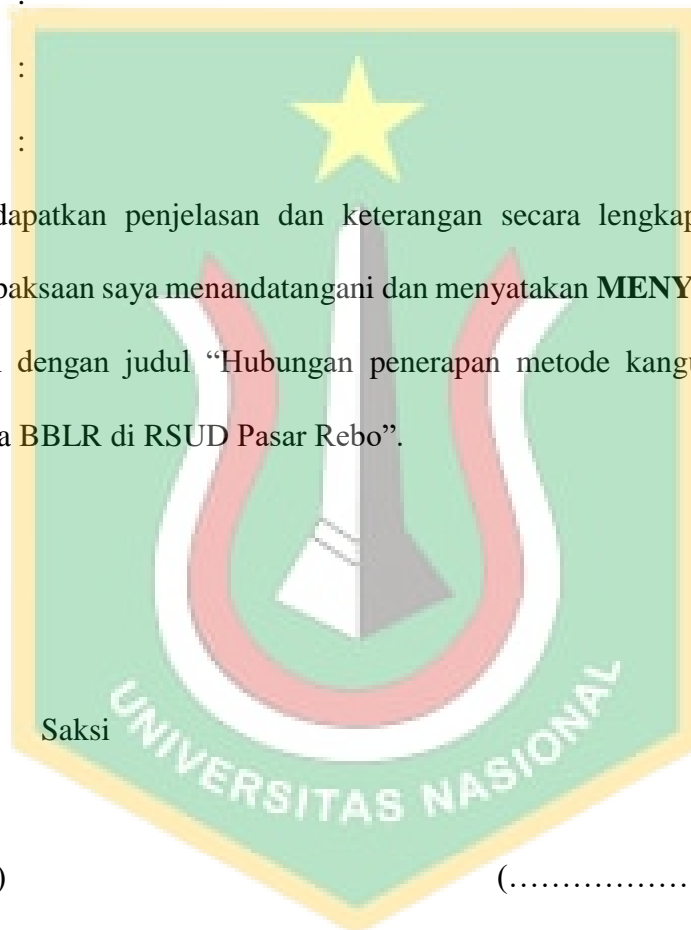 :
:
:
dapatkan penjelasan dan keterangan secara lengkap
paksaan saya menandatangani dan menyatakan MENY
dengan judul “Hubungan penerapan metode kangu
a BBLR di RSUD Pasar Rebo”.
Saksi
UNIVERSITAS NASIONAL
) (………………